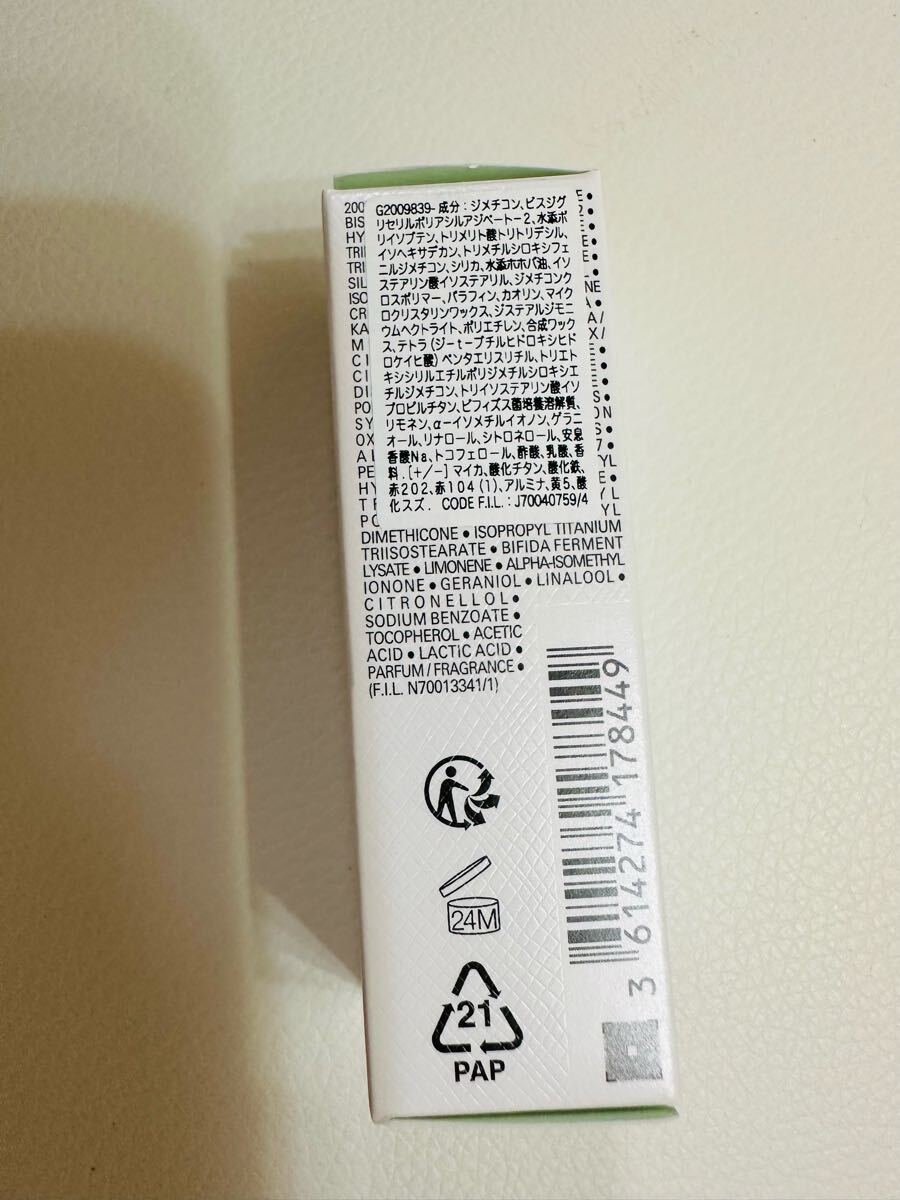 G2009839- 成分：ジメチコン、ビスジグ
リセリルポリアシルアジペート－2、水添ポ
リイソブテン、トリメリト酸トリトリデシル、
イソヘキサデカン、トリメチルシロキシフェ
ニルジメチコン、シリカ、水添ホホバ油、イソ
ステアリン酸イソステアリル、ジメチコンク
ロスポリマー、パラフィン、カオリン、マイク
ロクリスタリンワックス、ジステアルジモニ
ウムヘクトライト、ポリエチレン、合成ワック
ス、テトラ（ジーｔーブチルヒドロキシヒド
ロケイヒ酸）ペンタエリスリチル、トリエト
キシシリルエチルポリジメチルシロキシエ
チルジメチコン、トリイソステアリン酸イソ
プロピルチタン、ビフィズス菌培養溶解質、
リモネン、α－イソメチルイオノン、ゲラニ
オール、リナロール、シトロネロール、安息
香酸Na、トコフェロール、酢酸、乳酸、香
料．[+/−] マイカ、酸化チタン、酸化鉄、
赤202、赤104 (1)、アルミナ、黄5、酸
化スズ． CODE F.I.L. : J70040759/4
DIMETHICONE • ISOPROPYL TITANIUM
TRIISOSTEARATE • BIFIDA FERMENT
LYSATE • LIMONENE • ALPHA-ISOMETHYL
IONONE • GERANIOL • LINALOOL •
CITRONELLOL •
SODIUM BENZOATE •
TOCOPHEROL • ACETIC
ACID • LACTIC ACID •
PARFUM / FRAGRANCE •
(F.I.L. N70013341/1)
3 614274 178449
24M
21
PAP